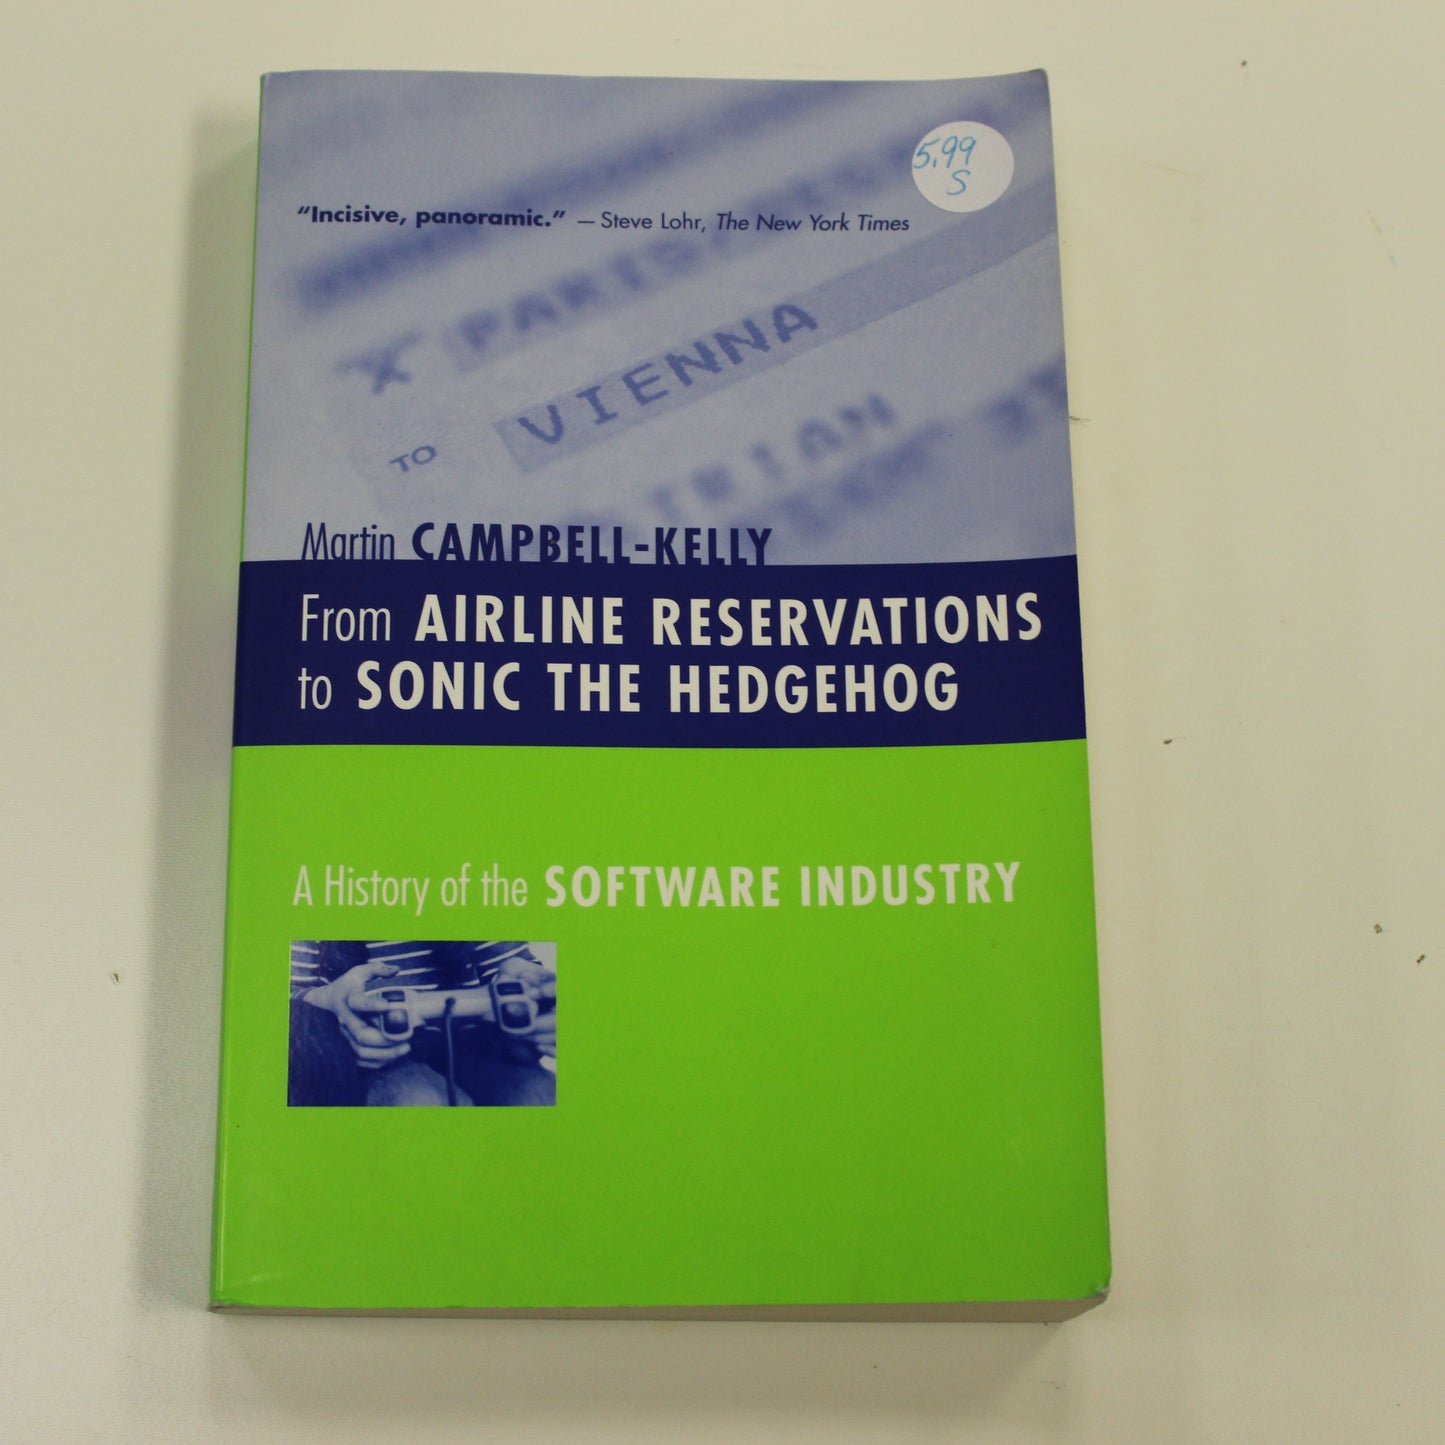 5.99
S
“Incisive, panoramic.” — Steve Lohr, The New York Times
X PARIS
TO VIENNA
Martin CAMPBELL-KELLY
From AIRLINE RESERVATIONS
to SONIC THE HEDGEHOG
A History of the SOFTWARE INDUSTRY